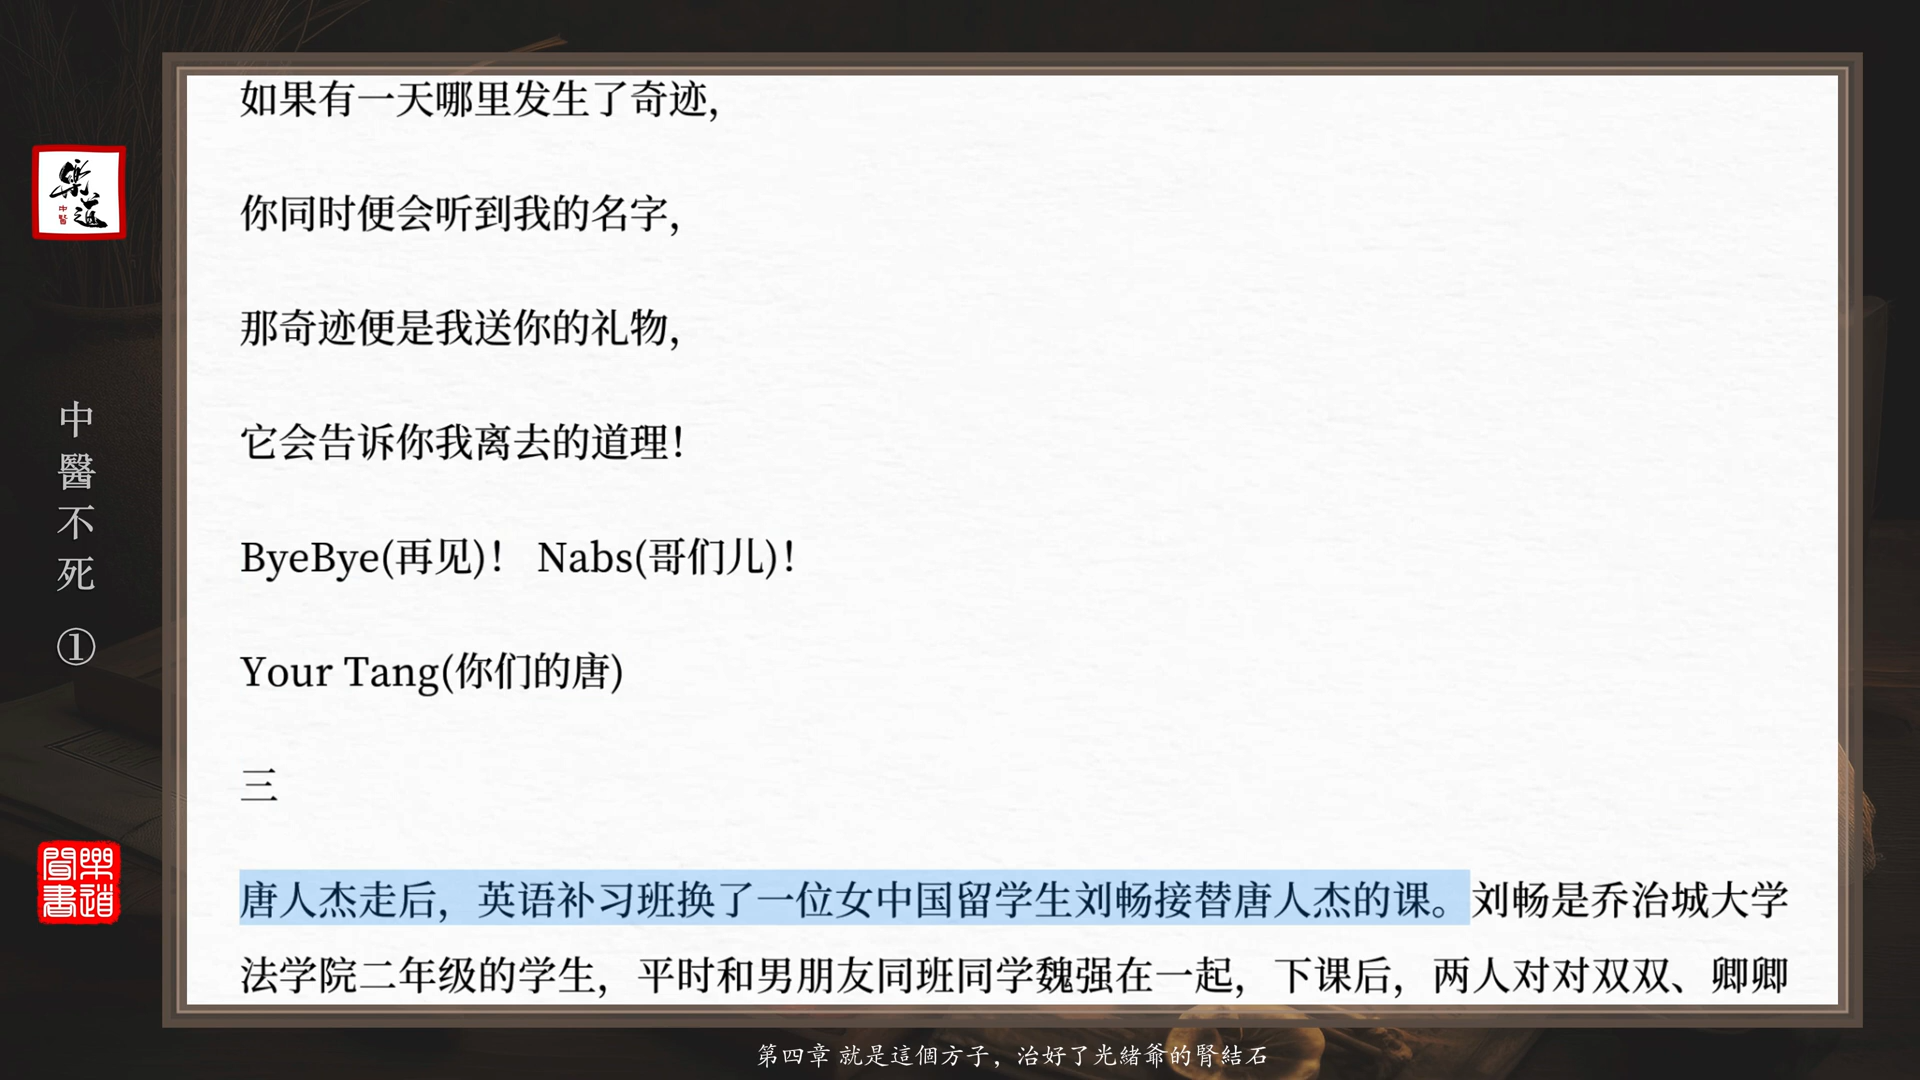 樂道
中醫
中醫不死 ①
樂道
閒書
如果有一天哪里发生了奇迹，
你同时便会听到我的名字，
那奇迹便是我送你的礼物，
它会告诉你我离去的道理！
ByeBye(再见)！ Nabs(哥们儿)！
Your Tang(你们的唐)
三
唐人杰走后，英语补习班换了一位女中国留学生刘畅接替唐人杰的课。刘畅是乔治城大学
法学院二年级的学生，平时和男朋友同班同学魏强在一起，下课后，两人对对双双、卿卿
第四章 就是這個方子，治好了光緒爺的腎結石